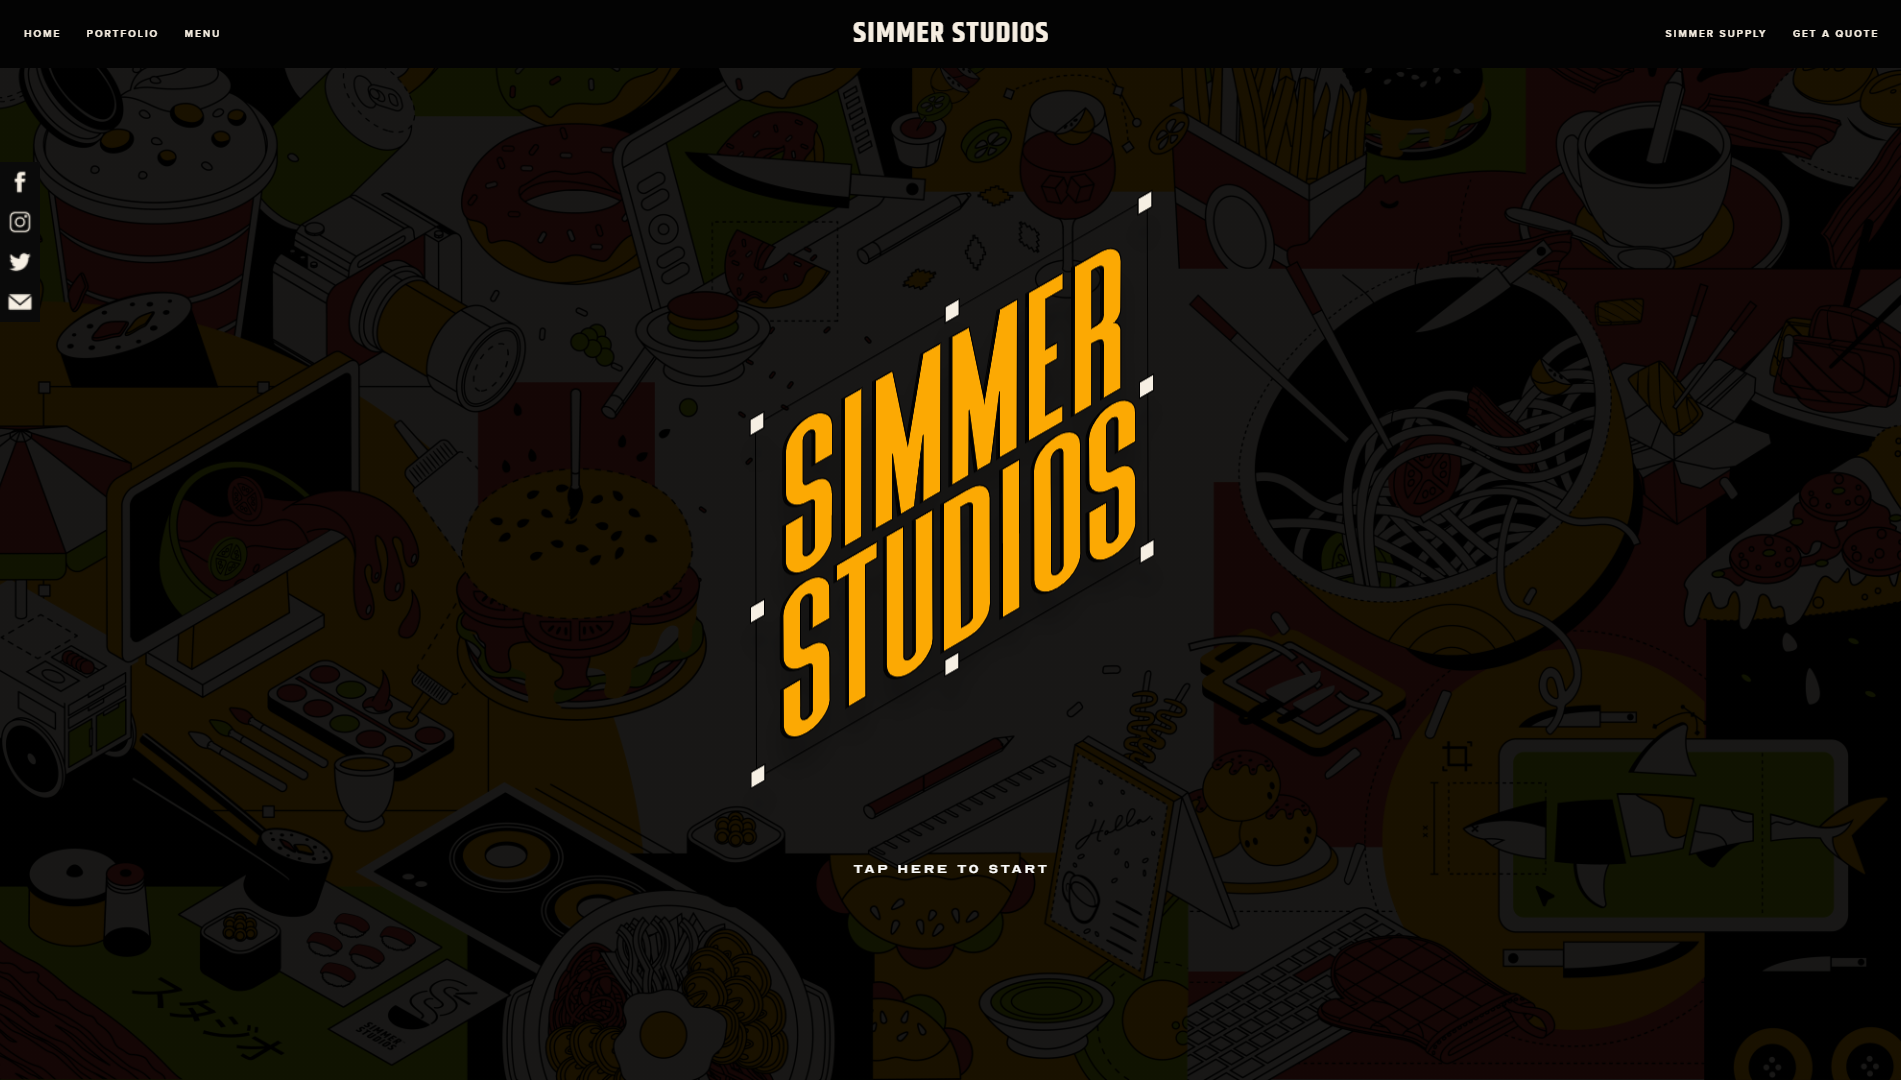 HOME PORTFOLIO MENU
SIMMER STUDIOS
SIMMER SUPPLY GET A QUOTE
SIMMER
STUDIOS
Holla
TAP HERE TO START
スタジオ
SIMMER
STUDIOS